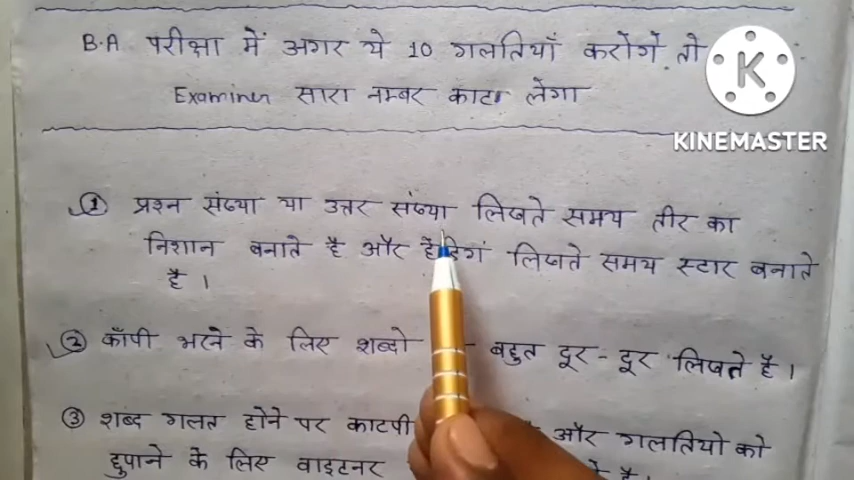 B.A परीक्षा में अगर ये 10 गलतियाँ करोगें तो
Examiner सारा नम्बर काट लेगा
K
KINEMASTER
① प्रश्न संख्या या उत्तर संख्या लिखते समय तीर का
निशान बनाते है और हेंडिगं लिखते समय स्टार बनाते
है ।
② काँपी भरने के लिए शब्दो बहुत दूर - दूर लिखते है ।
③ शब्द गलत होने पर काटपी और गलतियो को
छुपाने के लिए वाइटनर है ।